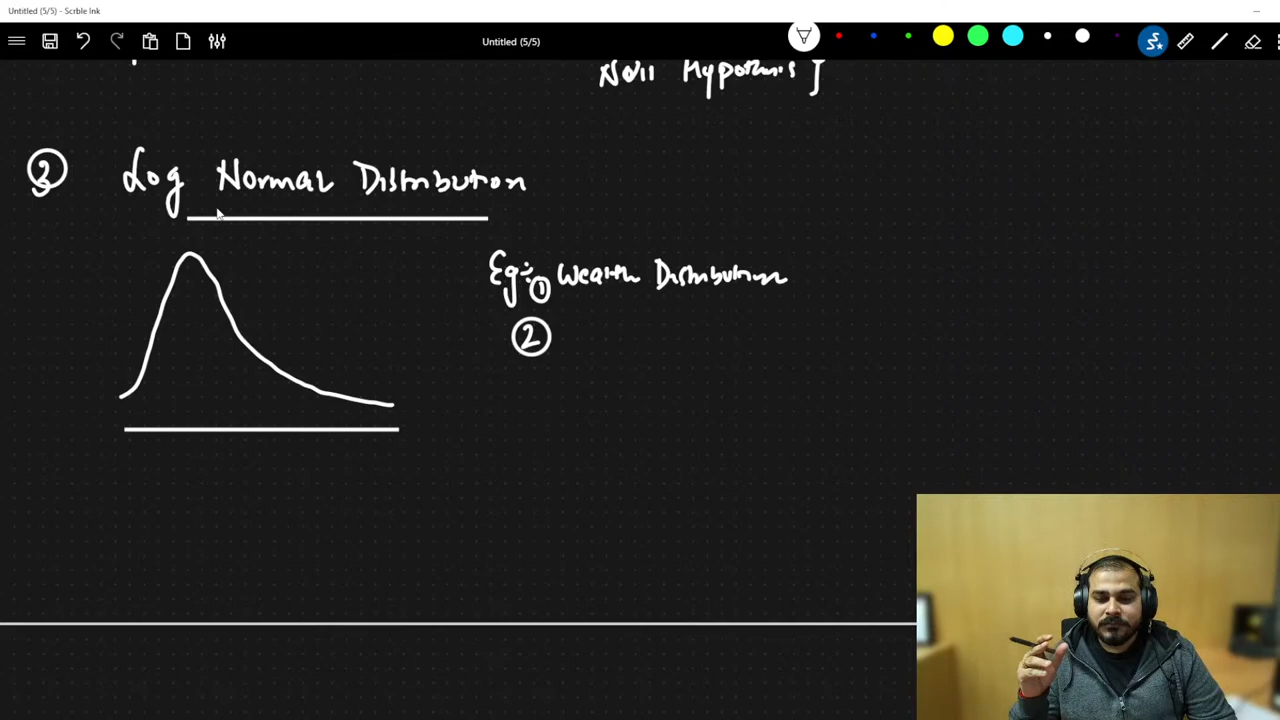 Untitled (5/5) - Scrble Ink
Untitled (5/5)
Null Hypothesis ]
③ Log Normal Distribution
Eg:- ① Wealth Distribution
②